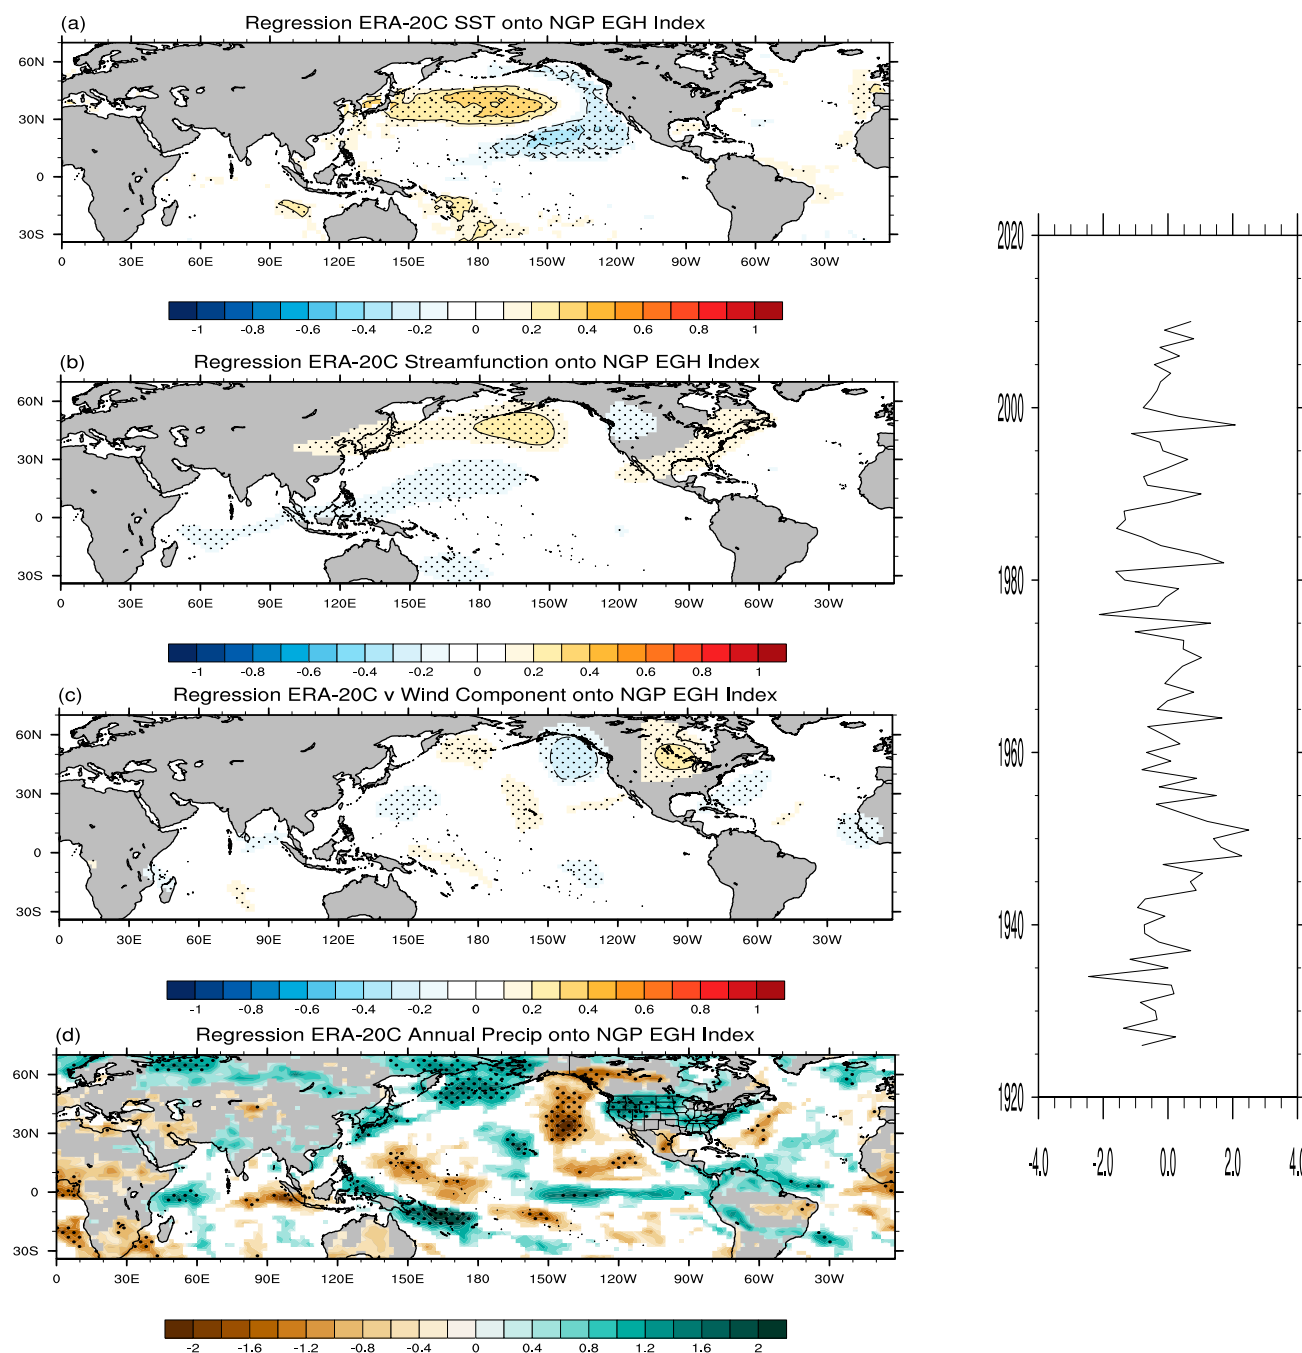 (a) Regression ERA-20C SST onto NGP EGH Index
60N
30N
0
30S
0 30E 60E 90E 120E 150E 180 150W 120W 90W 60W 30W
-1 -0.8 -0.6 -0.4 -0.2 0 0.2 0.4 0.6 0.8 1
(b) Regression ERA-20C Streamfunction onto NGP EGH Index
60N
30N
0
30S
0 30E 60E 90E 120E 150E 180 150W 120W 90W 60W 30W
-1 -0.8 -0.6 -0.4 -0.2 0 0.2 0.4 0.6 0.8 1
(c) Regression ERA-20C v Wind Component onto NGP EGH Index
60N
30N
0
30S
0 30E 60E 90E 120E 150E 180 150W 120W 90W 60W 30W
-1 -0.8 -0.6 -0.4 -0.2 0 0.2 0.4 0.6 0.8 1
(d) Regression ERA-20C Annual Precip onto NGP EGH Index
60N
30N
0
30S
0 30E 60E 90E 120E 150E 180 150W 120W 90W 60W 30W
-2 -1.6 -1.2 -0.8 -0.4 0 0.4 0.8 1.2 1.6 2
2020
2000
1980
1960
1940
1920
-4.0 -2.0 0.0 2.0 4.0